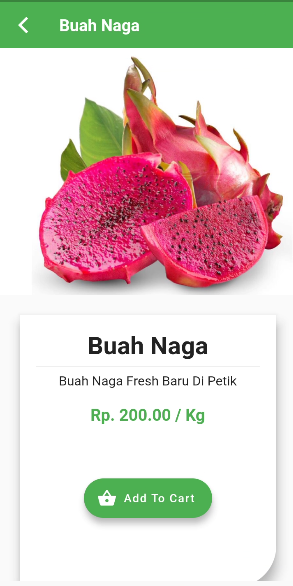 Buah Naga
Buah Naga
Buah Naga Fresh Baru Di Petik
Rp. 200.00 / Kg
Add To Cart